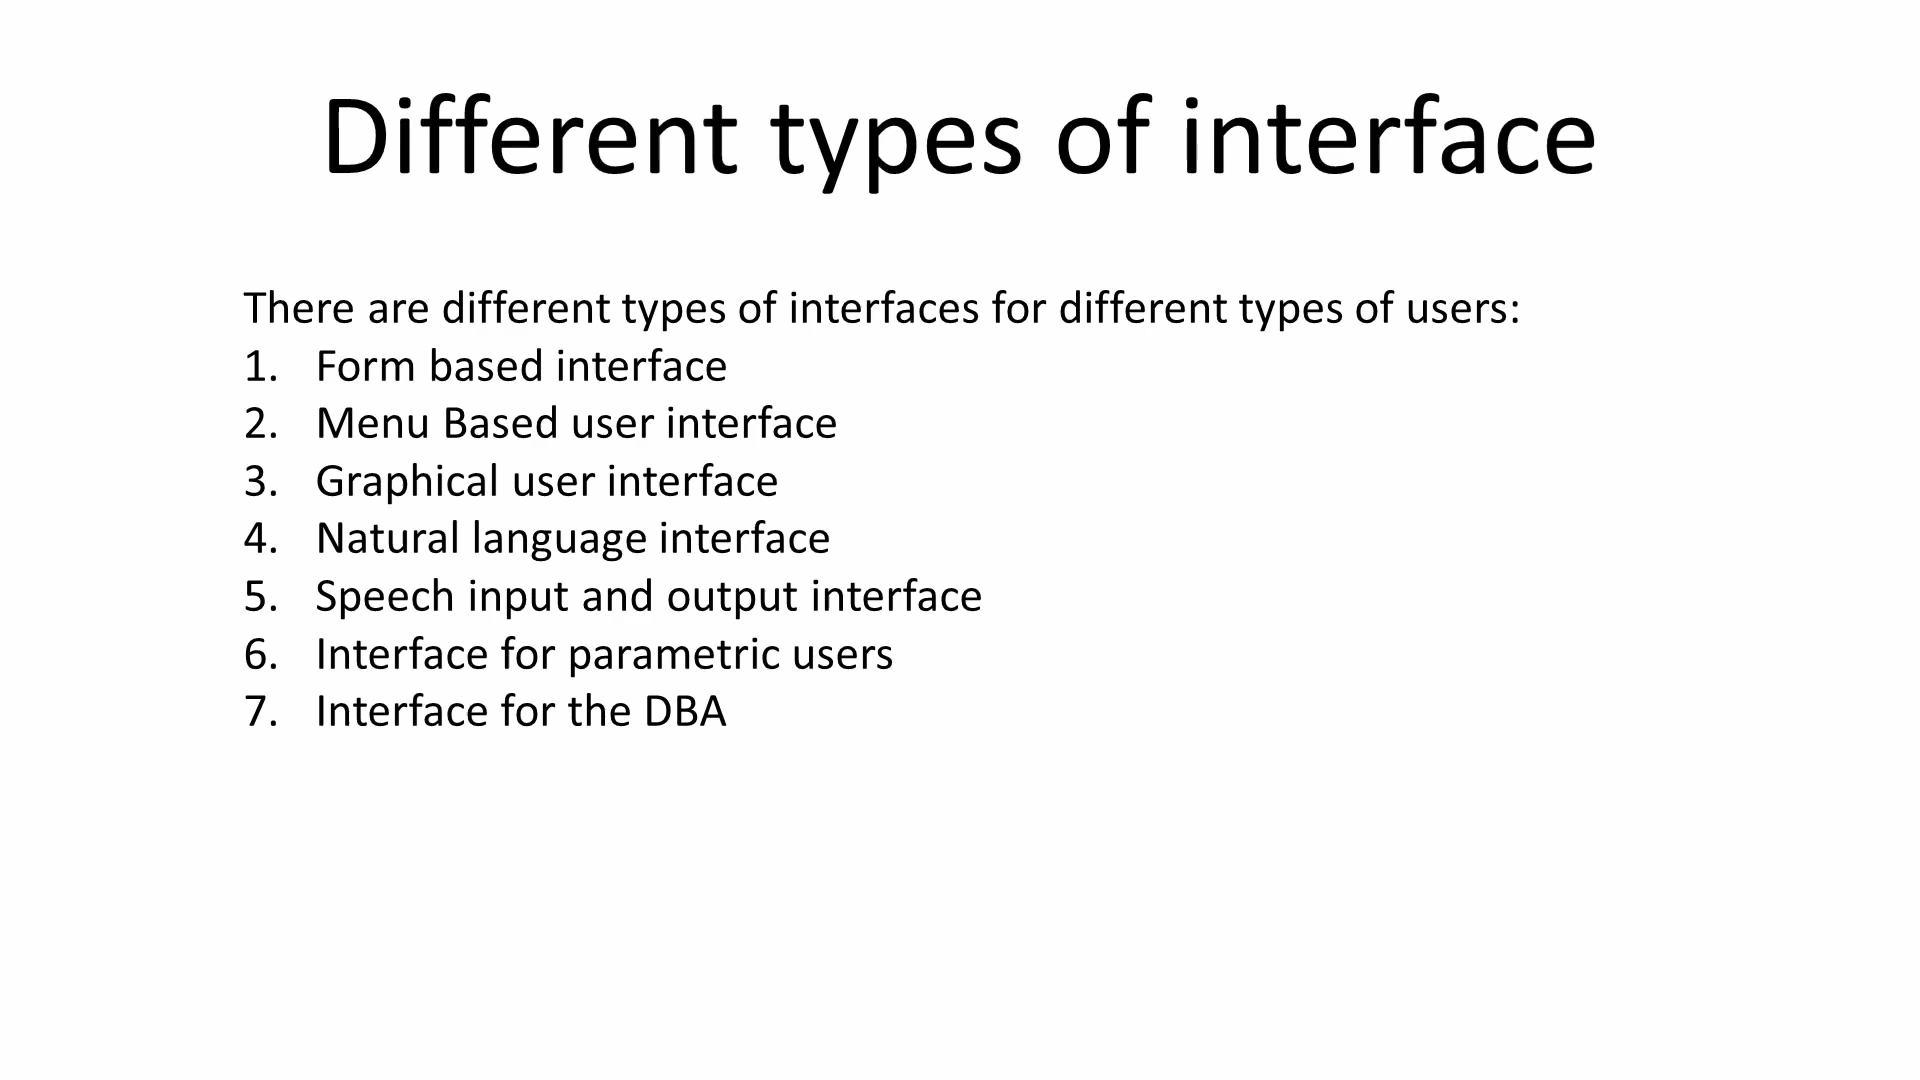 Different types of interface
There are different types of interfaces for different types of users:
1. Form based interface
2. Menu Based user interface
3. Graphical user interface
4. Natural language interface
5. Speech input and output interface
6. Interface for parametric users
7. Interface for the DBA